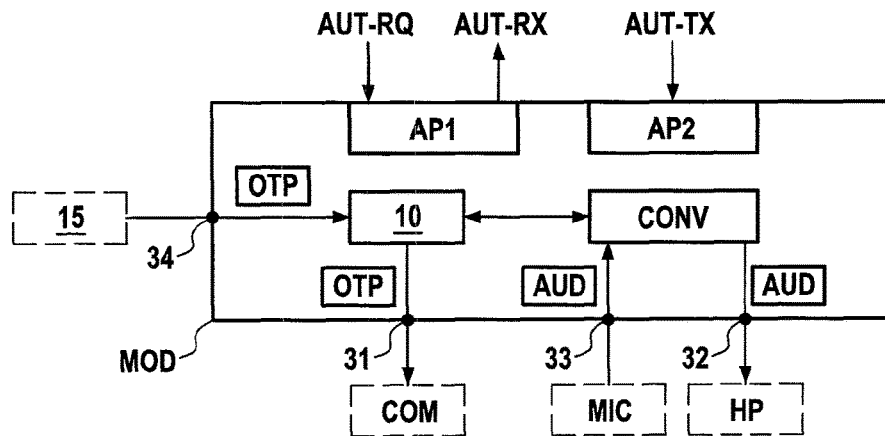 AUT-RQ AUT-RX AUT-TX
AP1 AP2
OTP
15 10 CONV
34
OTP AUD AUD
MOD 31 33 32
COM MIC HP